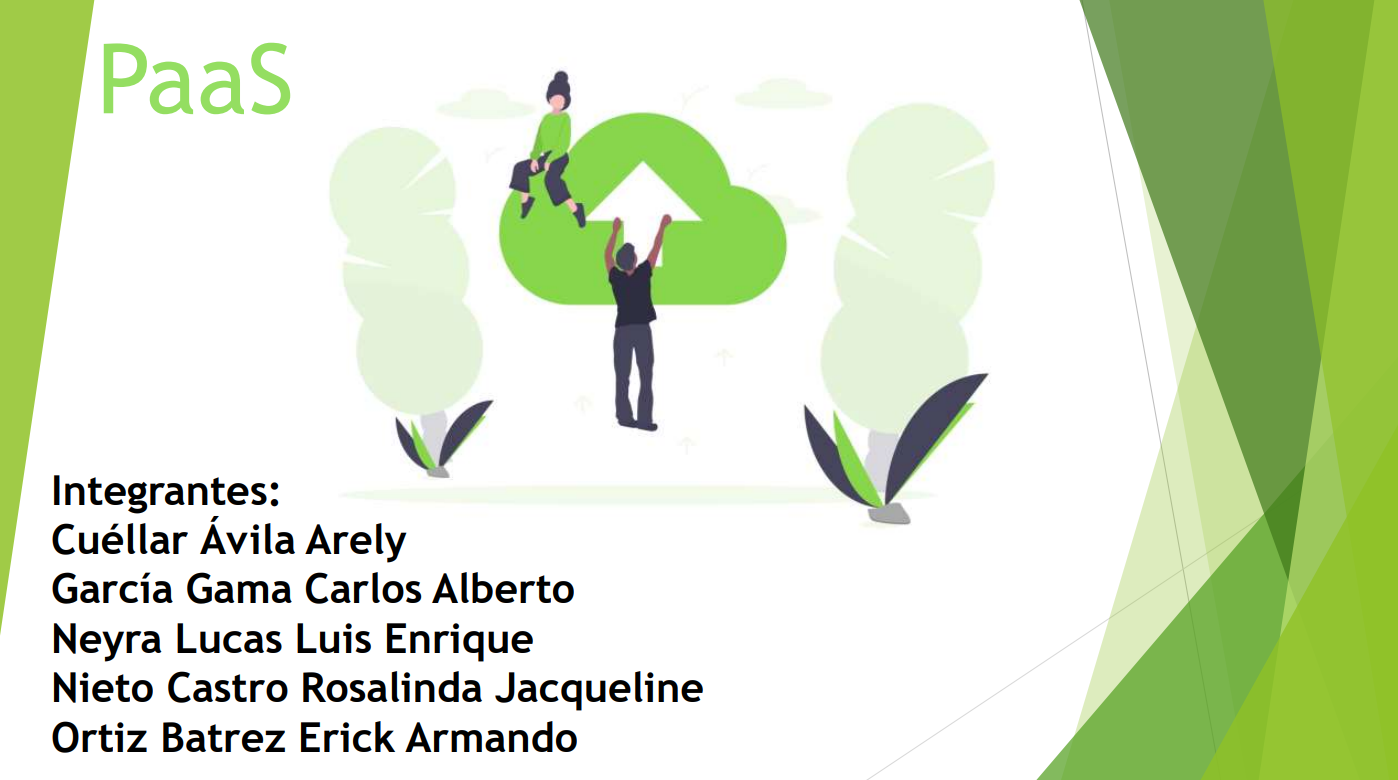 PaaS
Integrantes:
Cuéllar Ávila Arely
García Gama Carlos Alberto
Neyra Lucas Luis Enrique
Nieto Castro Rosalinda Jacqueline
Ortiz Batrez Erick Armando